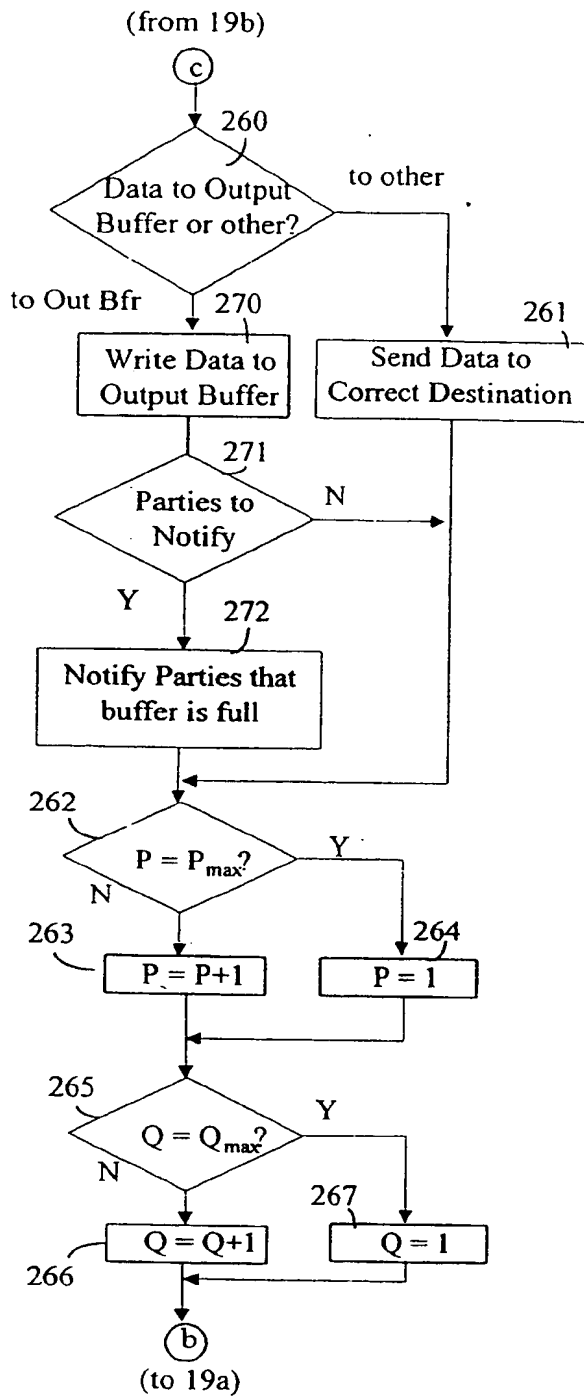 (from 19b)
c
260
Data to Output
Buffer or other?
to other
to Out Bfr
270
Write Data to
Output Buffer
261
Send Data to
Correct Destination
271
Parties to
Notify
N
Y
272
Notify Parties that
buffer is full
262
P = Pmax?
Y
N
263
P = P+1
264
P = 1
265
Q = Qmax?
Y
N
266
Q = Q+1
267
Q = 1
b
(to 19a)